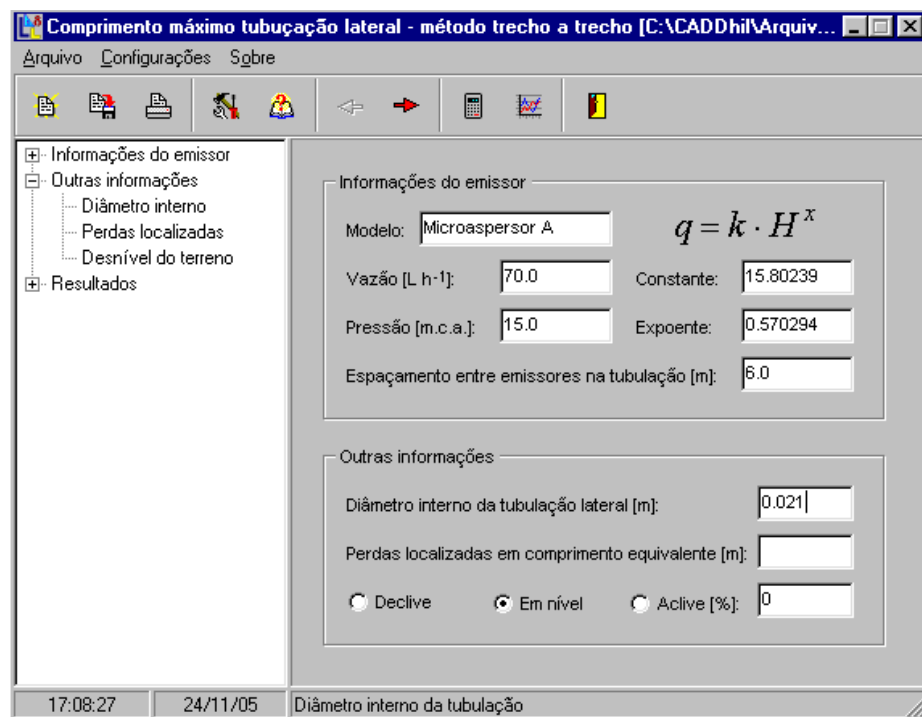 Comprimento máximo tubuçação lateral - método trecho a trecho [C:\CADDhil\Arquiv...
Arquivo Configurações Sobre
Informações do emissor
Outras informações
Diâmetro interno
Perdas localizadas
Desnível do terreno
Resultados
Informações do emissor
Modelo: Microaspersor A
q = k · H^x
Vazão [L h-1]: 70.0 Constante: 15.80239
Pressão [m.c.a.]: 15.0 Expoente: 0.570294
Espaçamento entre emissores na tubulação [m]: 6.0
Outras informações
Diâmetro interno da tubulação lateral [m]: 0.021
Perdas localizadas em comprimento equivalente [m]:
Declive Em nível Aclive [%]: 0
17:08:27 24/11/05 Diâmetro interno da tubulação